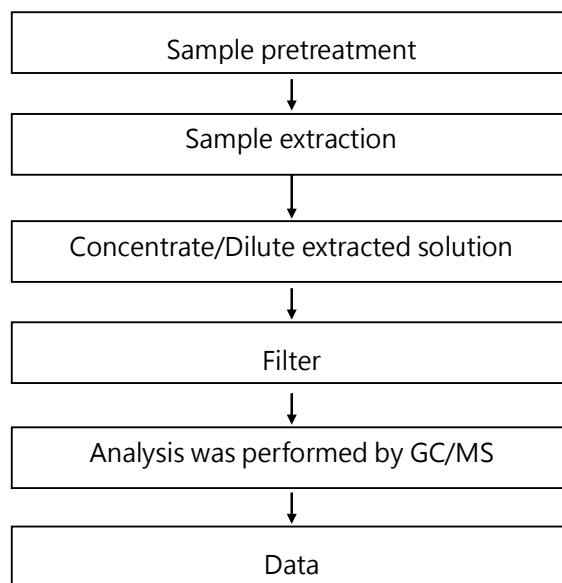 Sample pretreatment
Sample extraction
Concentrate/Dilute extracted solution
Filter
Analysis was performed by GC/MS
Data